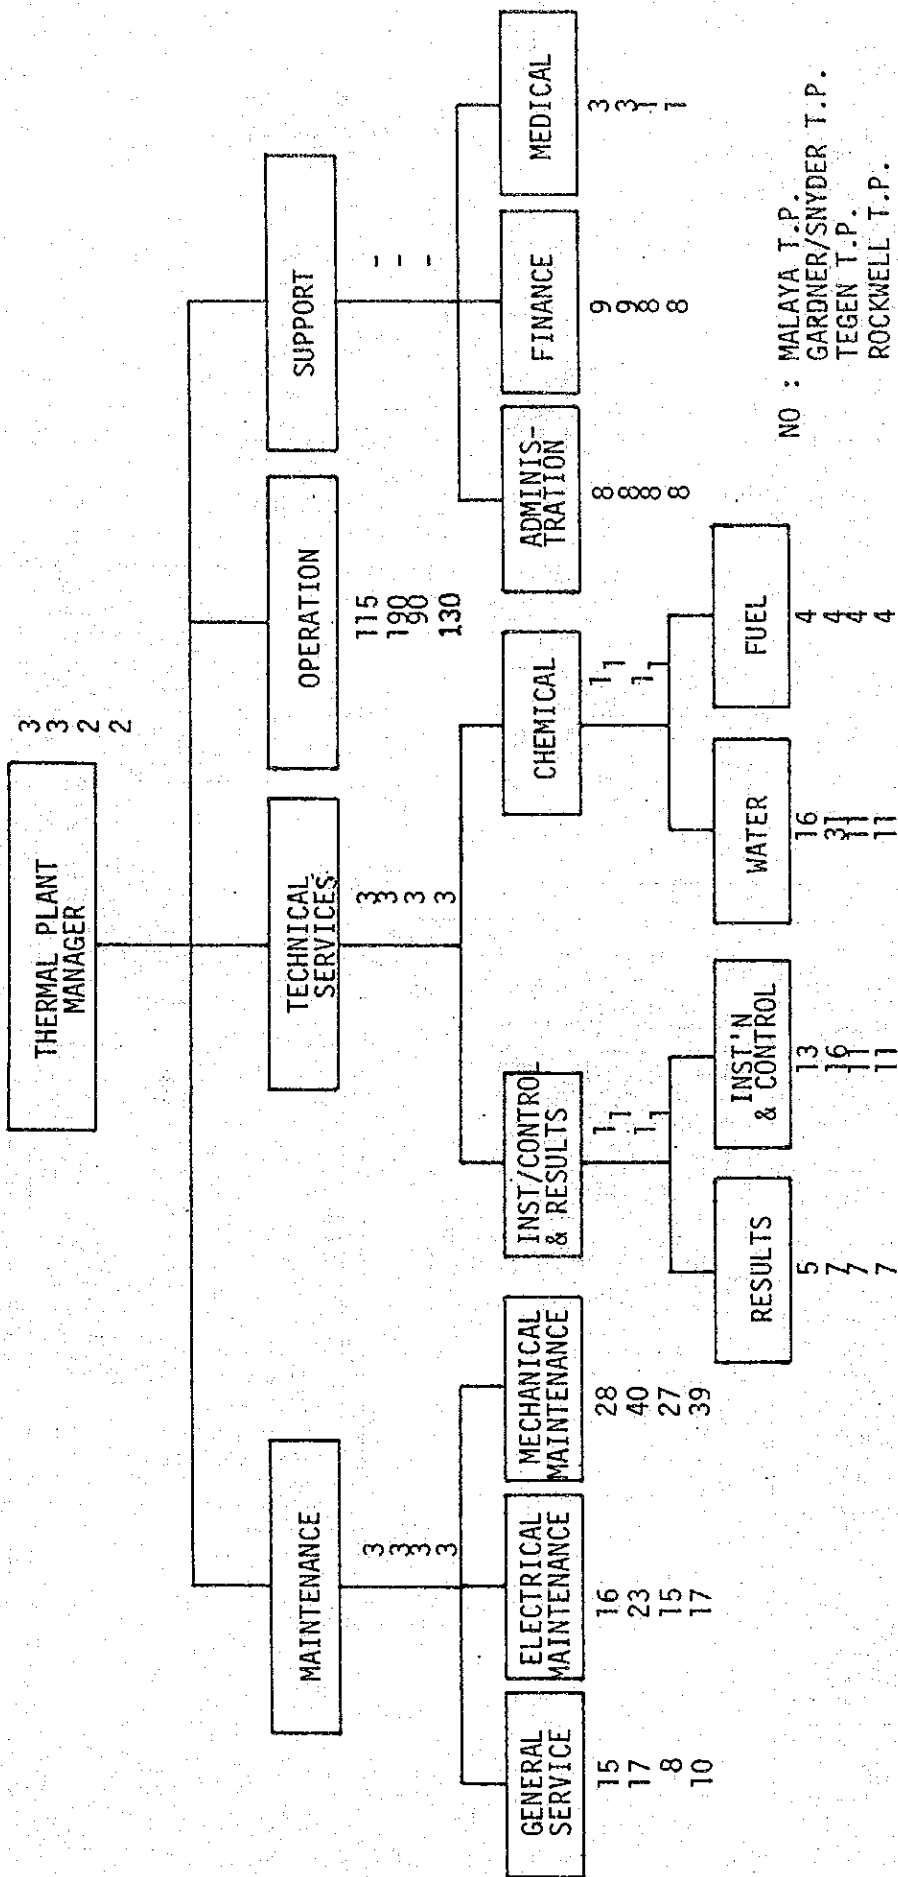 THERMAL PLANT
MANAGER
3
3
2
2
MAINTENANCE
3
3
3
3
TECHNICAL
SERVICES
3
3
3
3
OPERATION
115
190
90
130
SUPPORT
-
-
-
GENERAL
SERVICE
15
17
8
10
ELECTRICAL
MAINTENANCE
16
23
15
17
MECHANICAL
MAINTENANCE
28
40
27
39
INST/CONTROL
& RESULTS
1
1
1
1
CHEMICAL
1
1
1
1
ADMINIS-
TRATION
8
8
8
8
FINANCE
9
9
8
8
MEDICAL
3
3
1
1
RESULTS
5
7
7
7
INST'N
& CONTROL
13
16
11
11
WATER
16
31
11
11
FUEL
4
4
4
4
NO : MALAYA T.P.
GARDNER/SNYDER T.P.
TEGEN T.P.
ROCKWELL T.P.